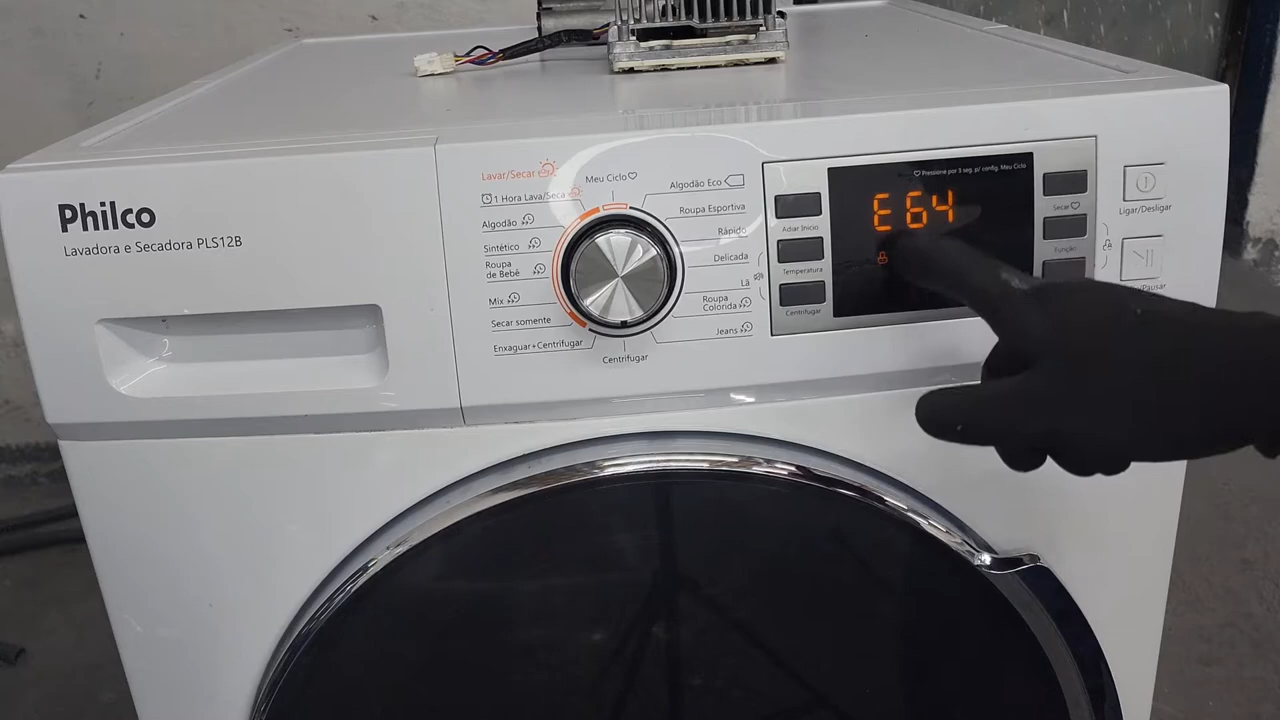 Philco
Lavadora e Secadora PLS12B
Lavar/Secar
1 Hora Lava/Seca
Algodão
Sintético
Roupa
de Bebê
Mix
Secar somente
Enxaguar+Centrifugar
Meu Ciclo
Centrifugar
Algodão Eco
Roupa Esportiva
Rápido
Delicada
Lã
Roupa
Colorida
Jeans
Adiar Inicio
Temperatura
Centrifugar
Pressione por 3 seg. p/ config. Meu Ciclo
E64
Secar
Função
Ligar/Desligar
/Pausar